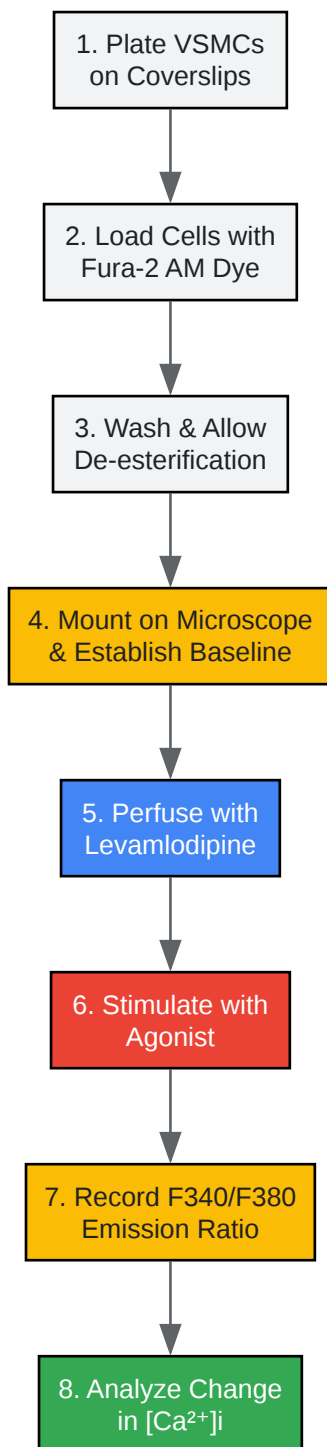 1. Plate VSMCs
on Coverslips
2. Load Cells with
Fura-2 AM Dye
3. Wash & Allow
De-esterification
4. Mount on Microscope
& Establish Baseline
5. Perfuse with
Levamlodipine
6. Stimulate with
Agonist
7. Record F340/F380
Emission Ratio
8. Analyze Change
in [Ca²⁺]i